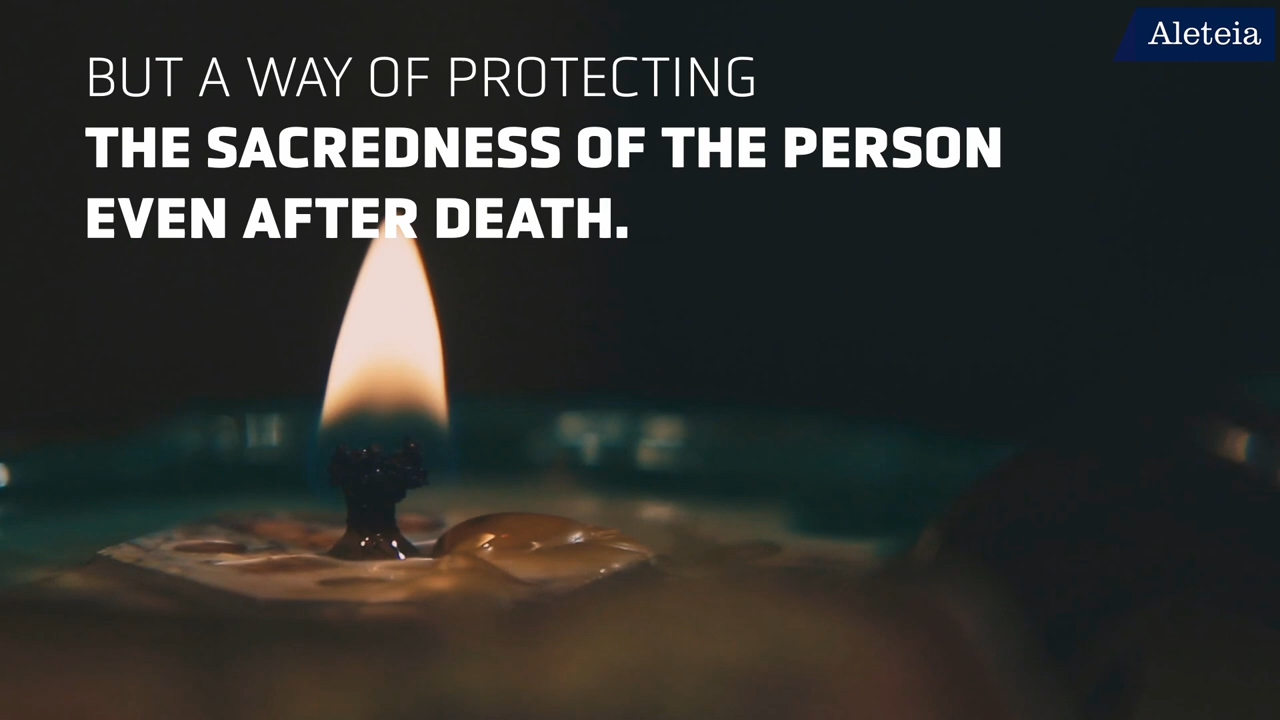 Aleteia
BUT A WAY OF PROTECTING
THE SACREDNESS OF THE PERSON
EVEN AFTER DEATH.